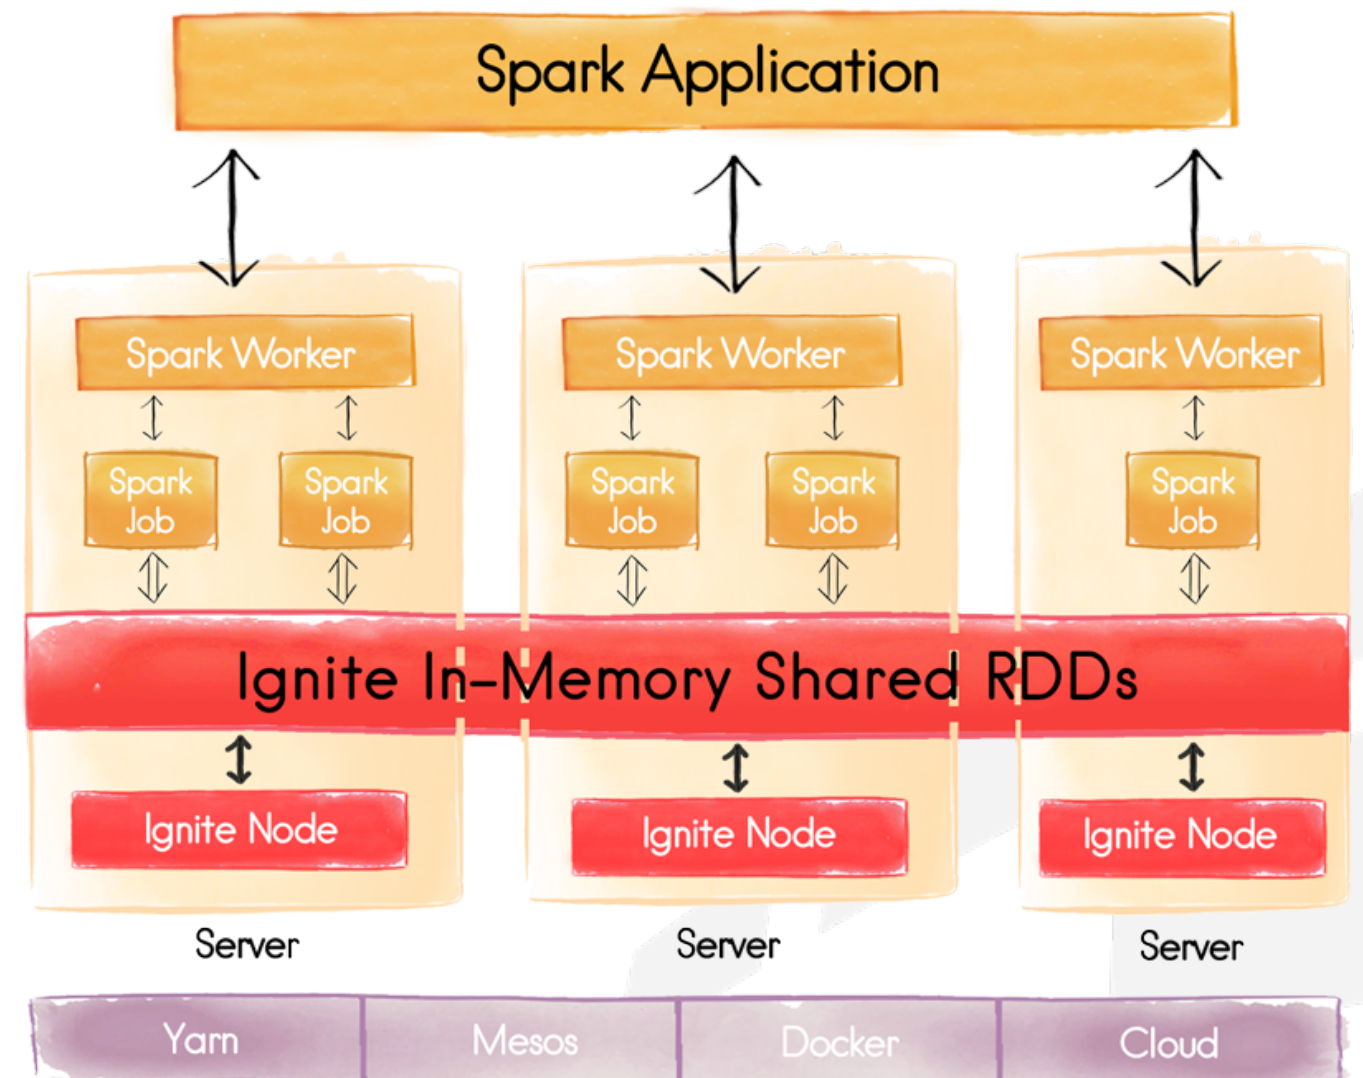 Spark Application
Spark Worker
Spark Worker
Spark Worker
Spark
Job
Spark
Job
Spark
Job
Spark
Job
Spark
Job
Ignite In-Memory Shared RDDs
Ignite Node
Ignite Node
Ignite Node
Server
Server
Server
Yarn
Mesos
Docker
Cloud